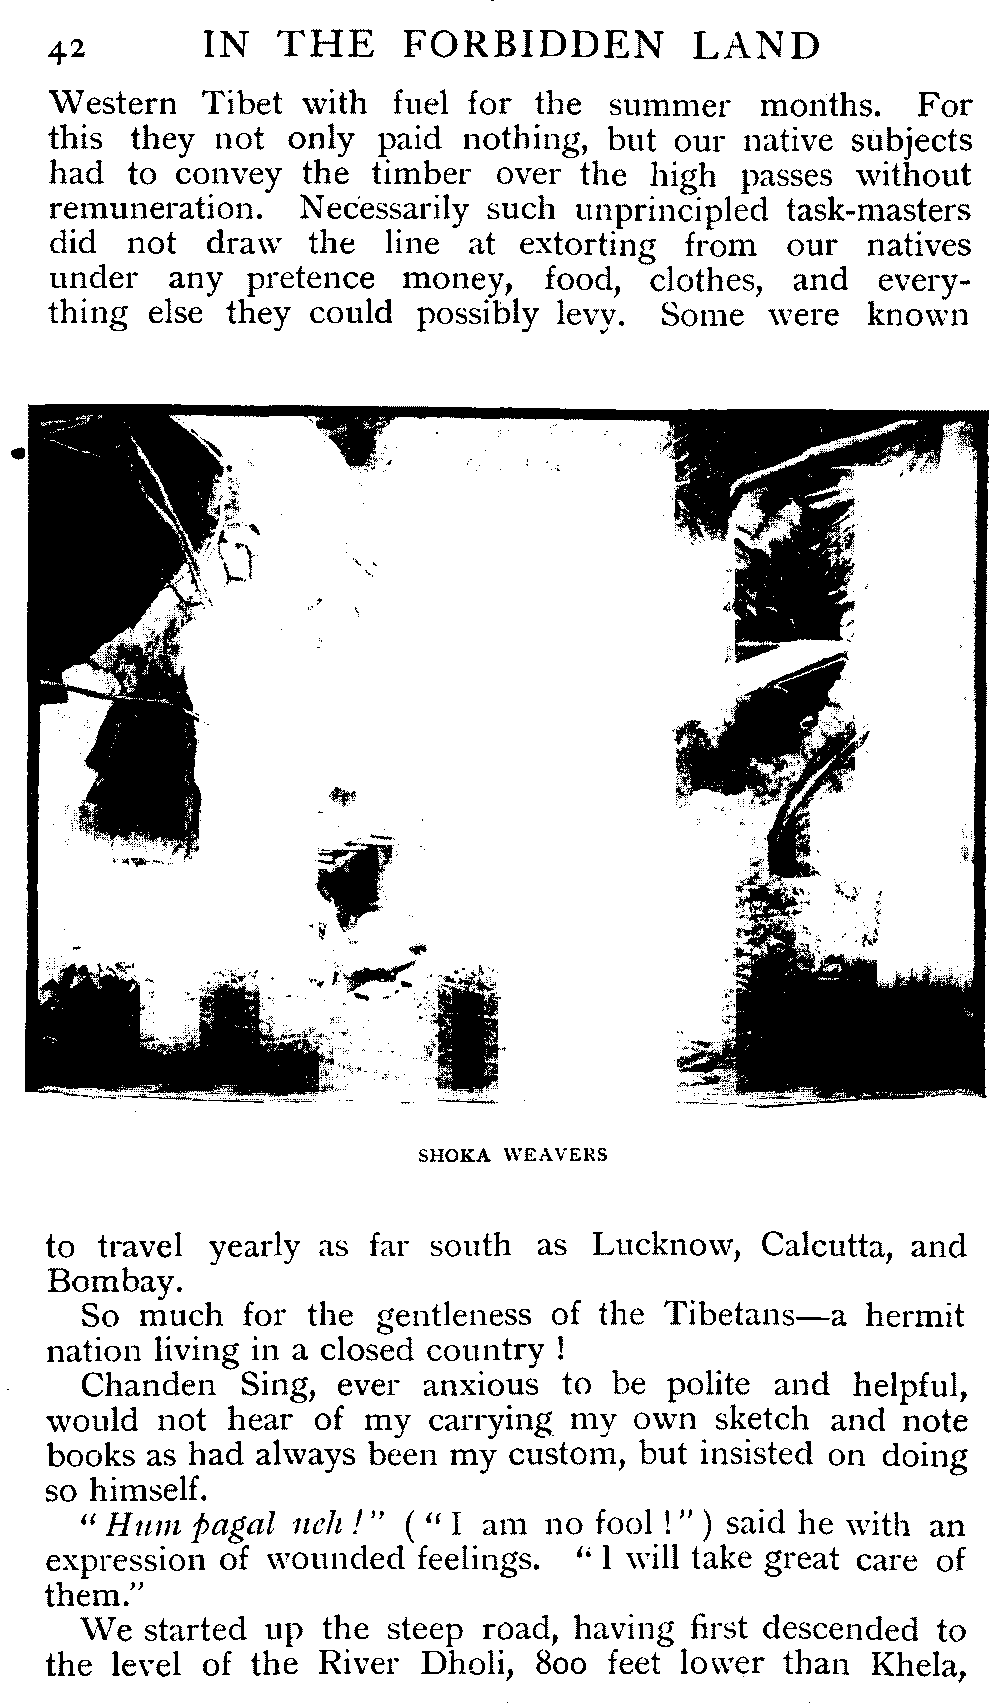 42 IN THE FORBIDDEN LAND
Western Tibet with fuel for the summer months. For
this they not only paid nothing, but our native subjects
had to convey the timber over the high passes without
remuneration. Necessarily such unprincipled task-masters
did not draw the line at extorting from our natives
under any pretence money, food, clothes, and every-
thing else they could possibly levy. Some were known
SHOKA WEAVERS
to travel yearly as far south as Lucknow, Calcutta, and
Bombay.
So much for the gentleness of the Tibetans—a hermit
nation living in a closed country!
Chanden Sing, ever anxious to be polite and helpful,
would not hear of my carrying my own sketch and note
books as had always been my custom, but insisted on doing
so himself.
"Hum pagal neh!" ("I am no fool!") said he with an
expression of wounded feelings. "I will take great care of
them."
We started up the steep road, having first descended to
the level of the River Dholi, 800 feet lower than Khela,